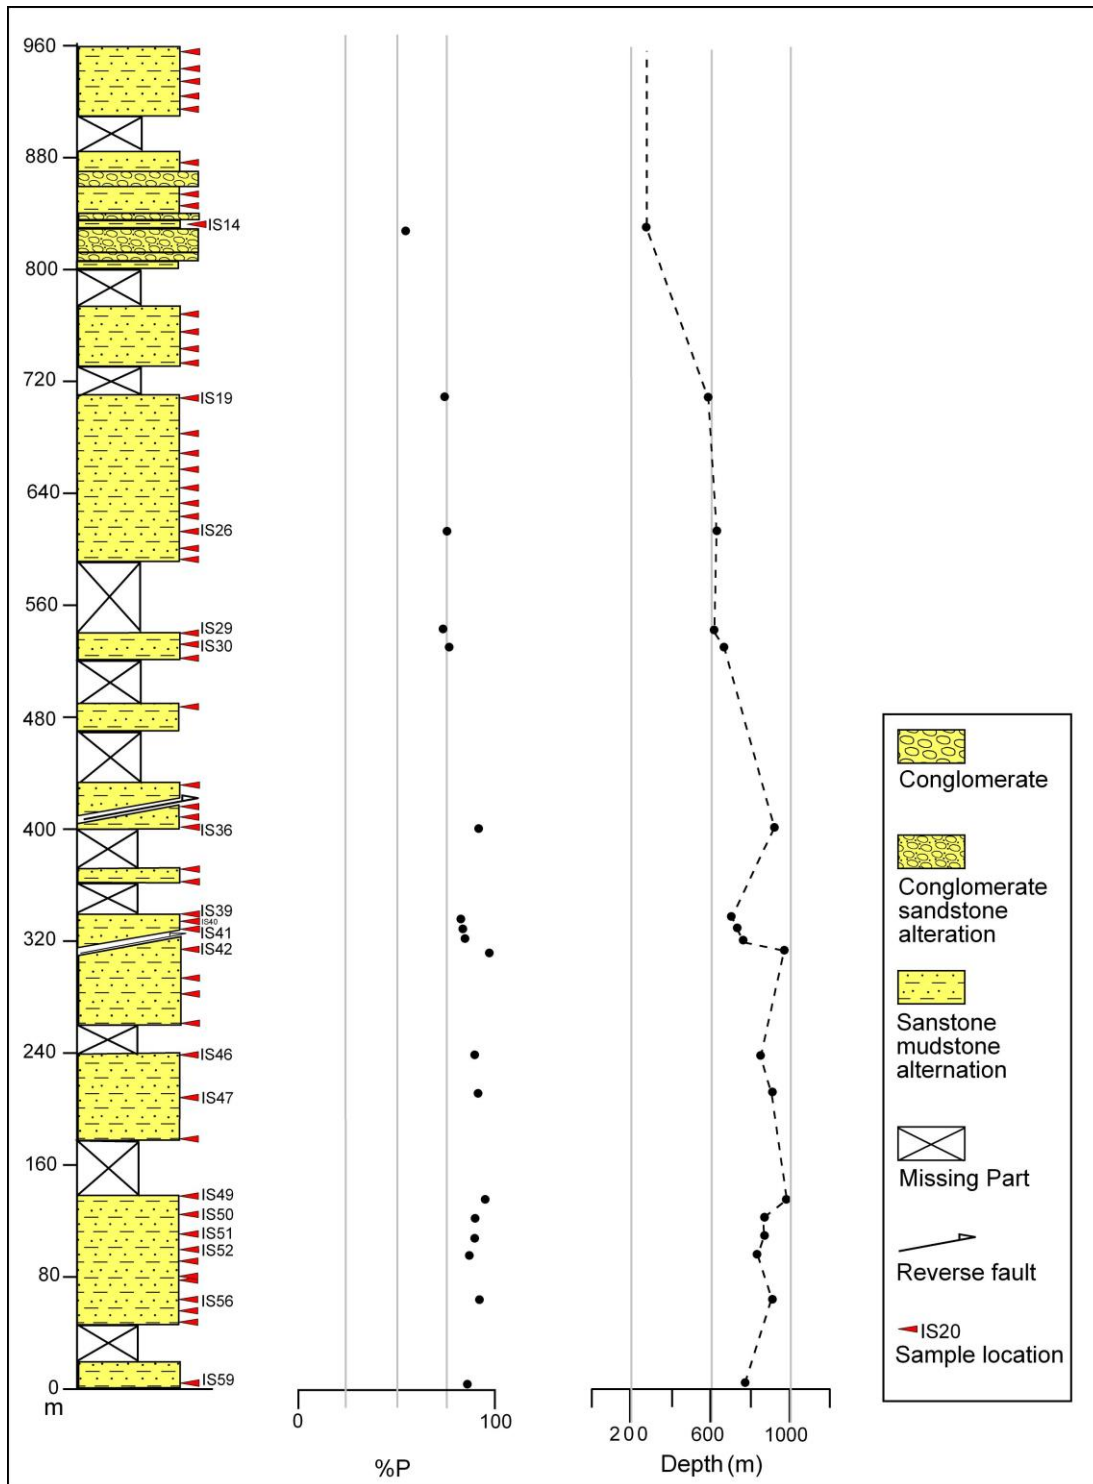 960
880
IS14
800
720
IS19
640
IS26
560
IS29
IS30
480
400
IS36
IS39
IS40
320
IS41
IS42
240
IS46
IS47
160
IS49
IS50
IS51
IS52
80
IS56
IS59
0
m
0 100
%P
200 600 1000
Depth (m)
Conglomerate
Conglomerate
sandstone
alteration
Sanstone
mudstone
alternation
Missing Part
Reverse fault
IS20
Sample location